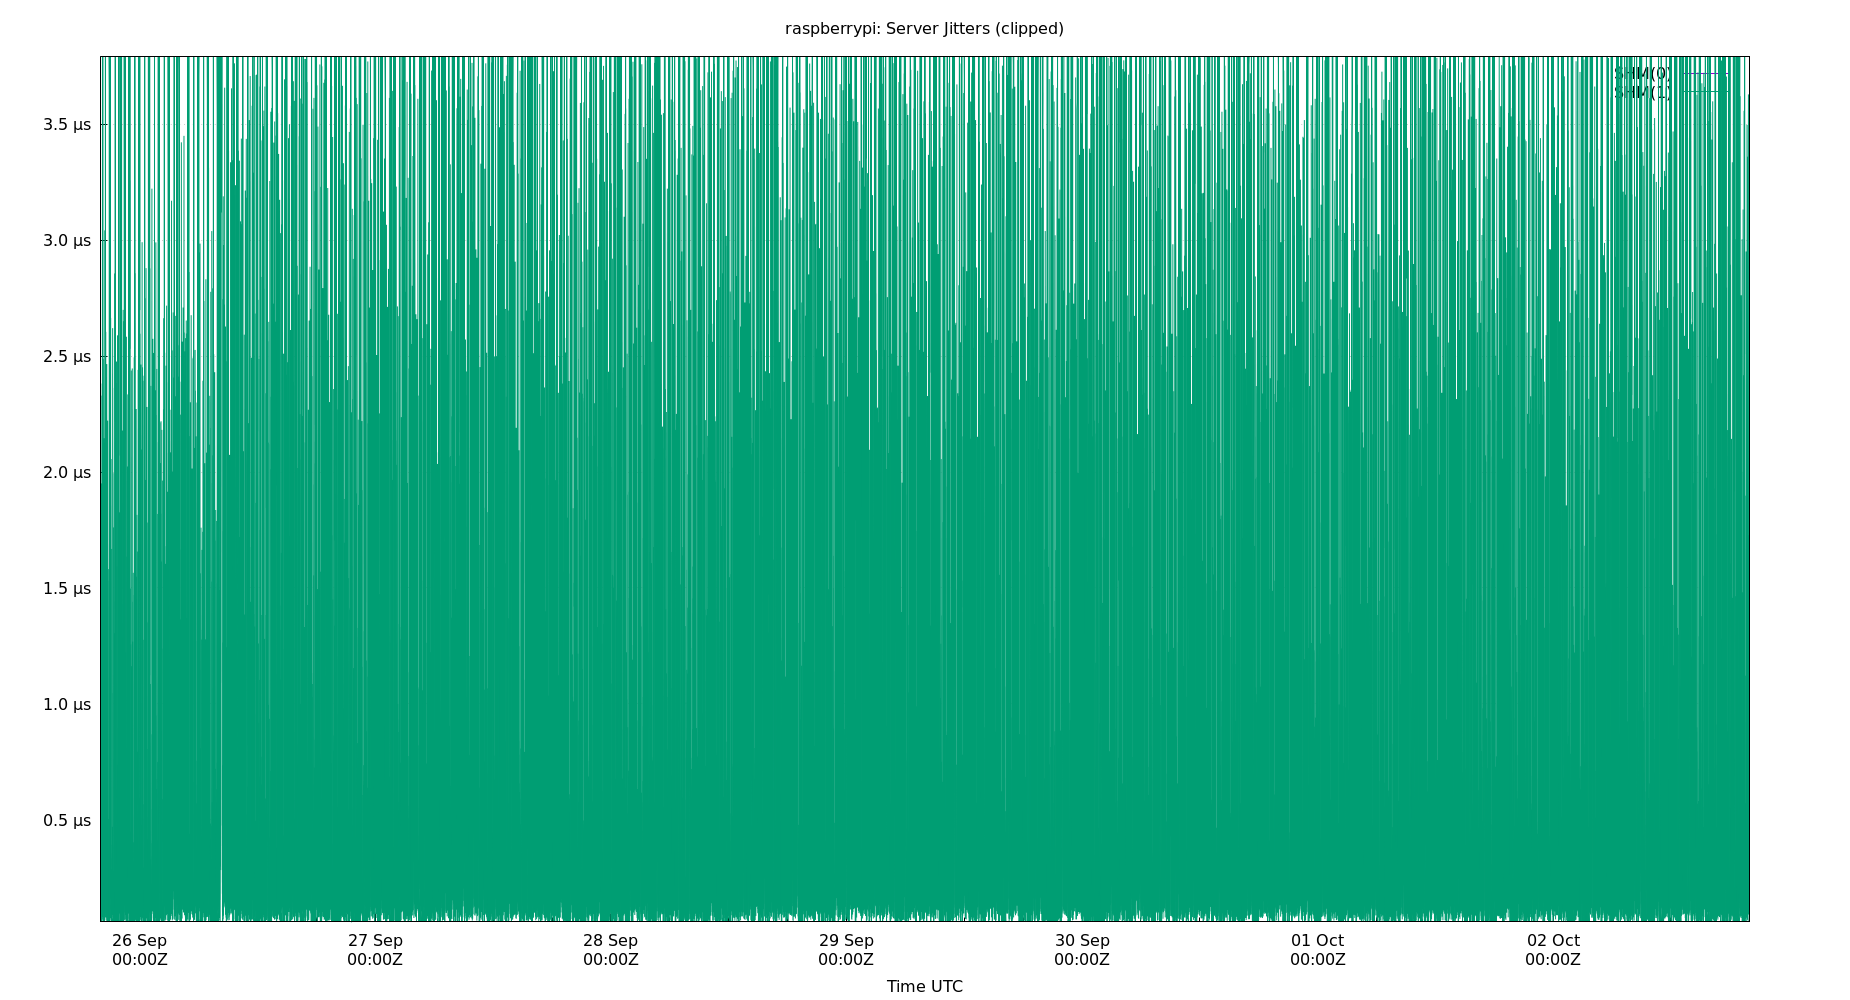 raspberrypi: Server Jitters (clipped)
SHM(0)
SHM(1)
3.5 μs
3.0 μs
2.5 μs
2.0 μs
1.5 μs
1.0 μs
0.5 μs
26 Sep 27 Sep 28 Sep 29 Sep 30 Sep 01 Oct 02 Oct
00:00Z 00:00Z 00:00Z 00:00Z 00:00Z 00:00Z 00:00Z
Time UTC